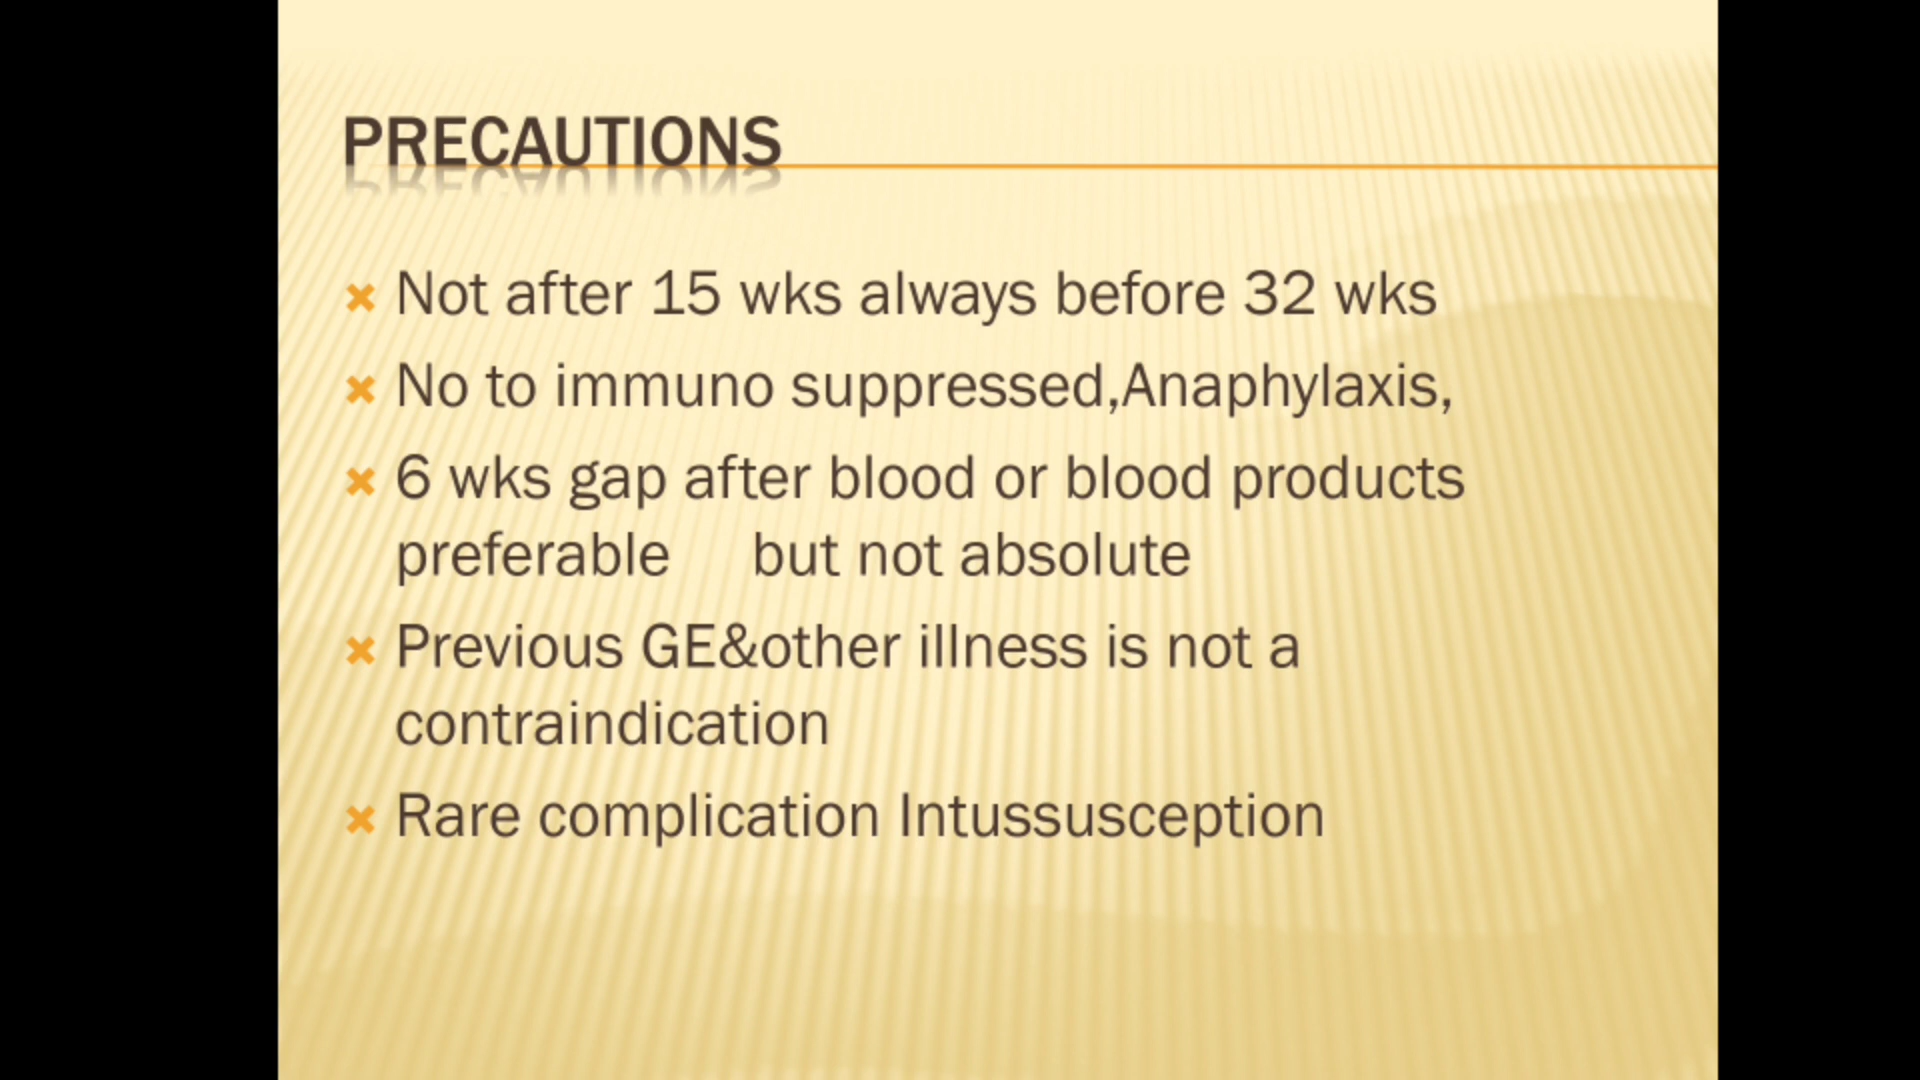 PRECAUTIONS
Not after 15 wks always before 32 wks
No to immuno suppressed,Anaphylaxis,
6 wks gap after blood or blood products
preferable but not absolute
Previous GE&other illness is not a
contraindication
Rare complication Intussusception